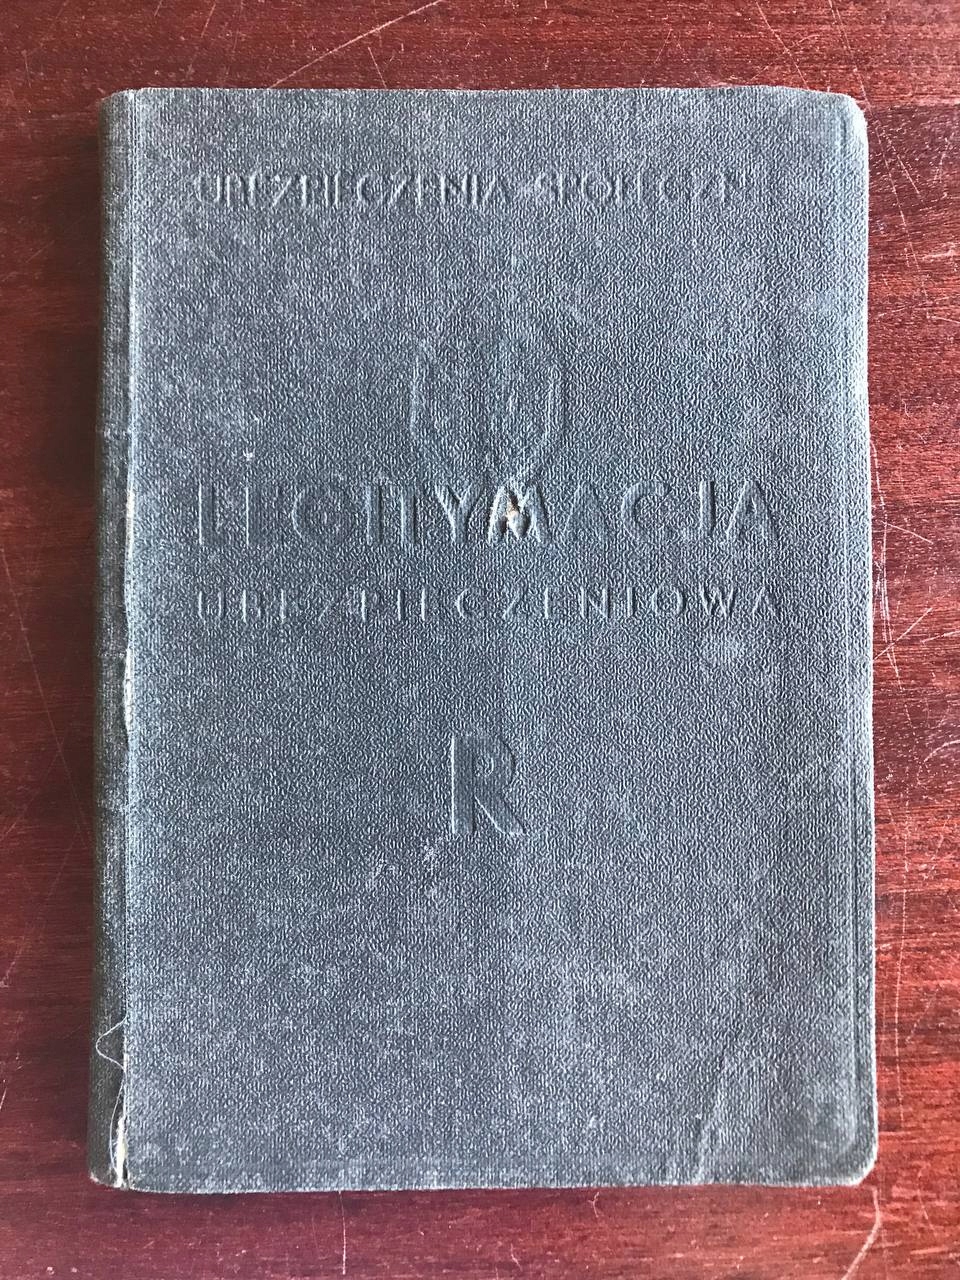 UBEZPIECZENIA SPOŁECZNE
LEGITYMACJA
UBEZPIECZENIOWA
R